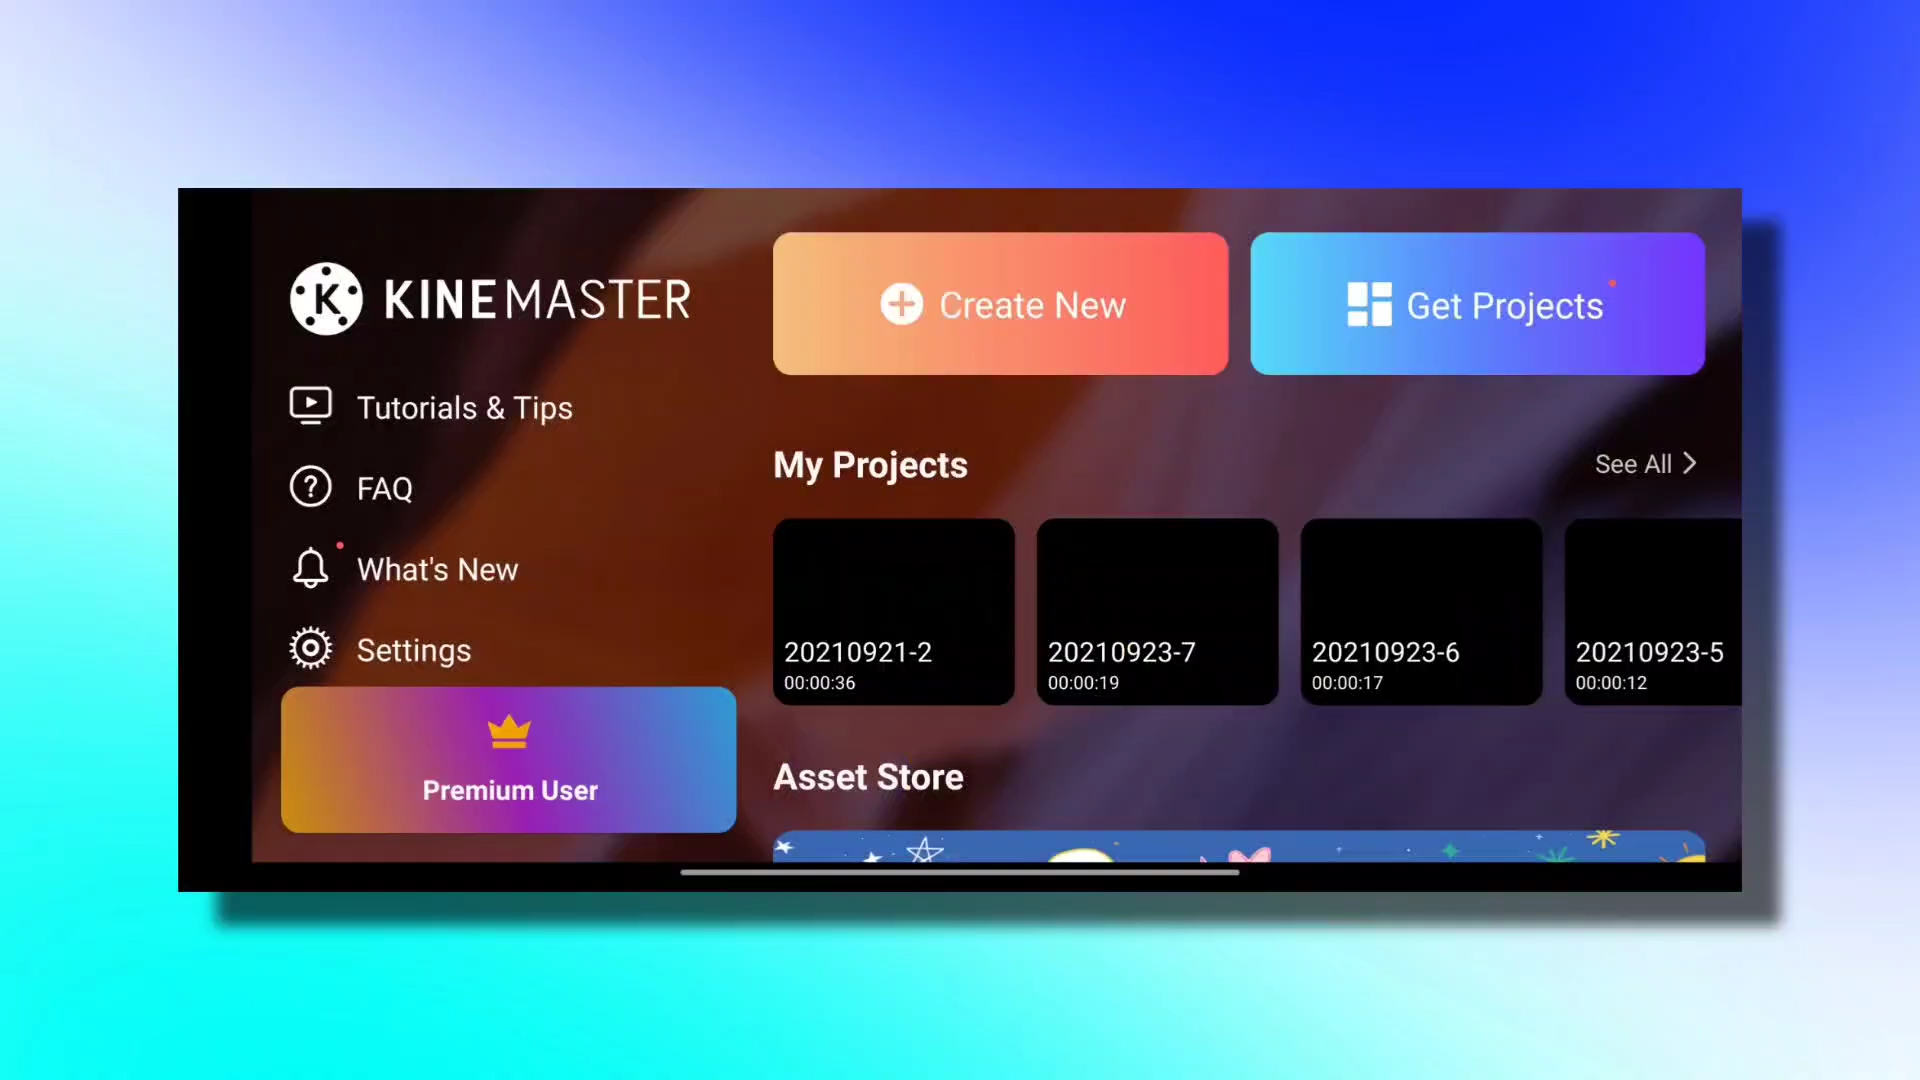 K KINEMASTER
Tutorials & Tips
? FAQ
What's New
Settings
Premium User
Create New
Get Projects
My Projects
See All >
20210921-2
00:00:36
20210923-7
00:00:19
20210923-6
00:00:17
20210923-5
00:00:12
Asset Store